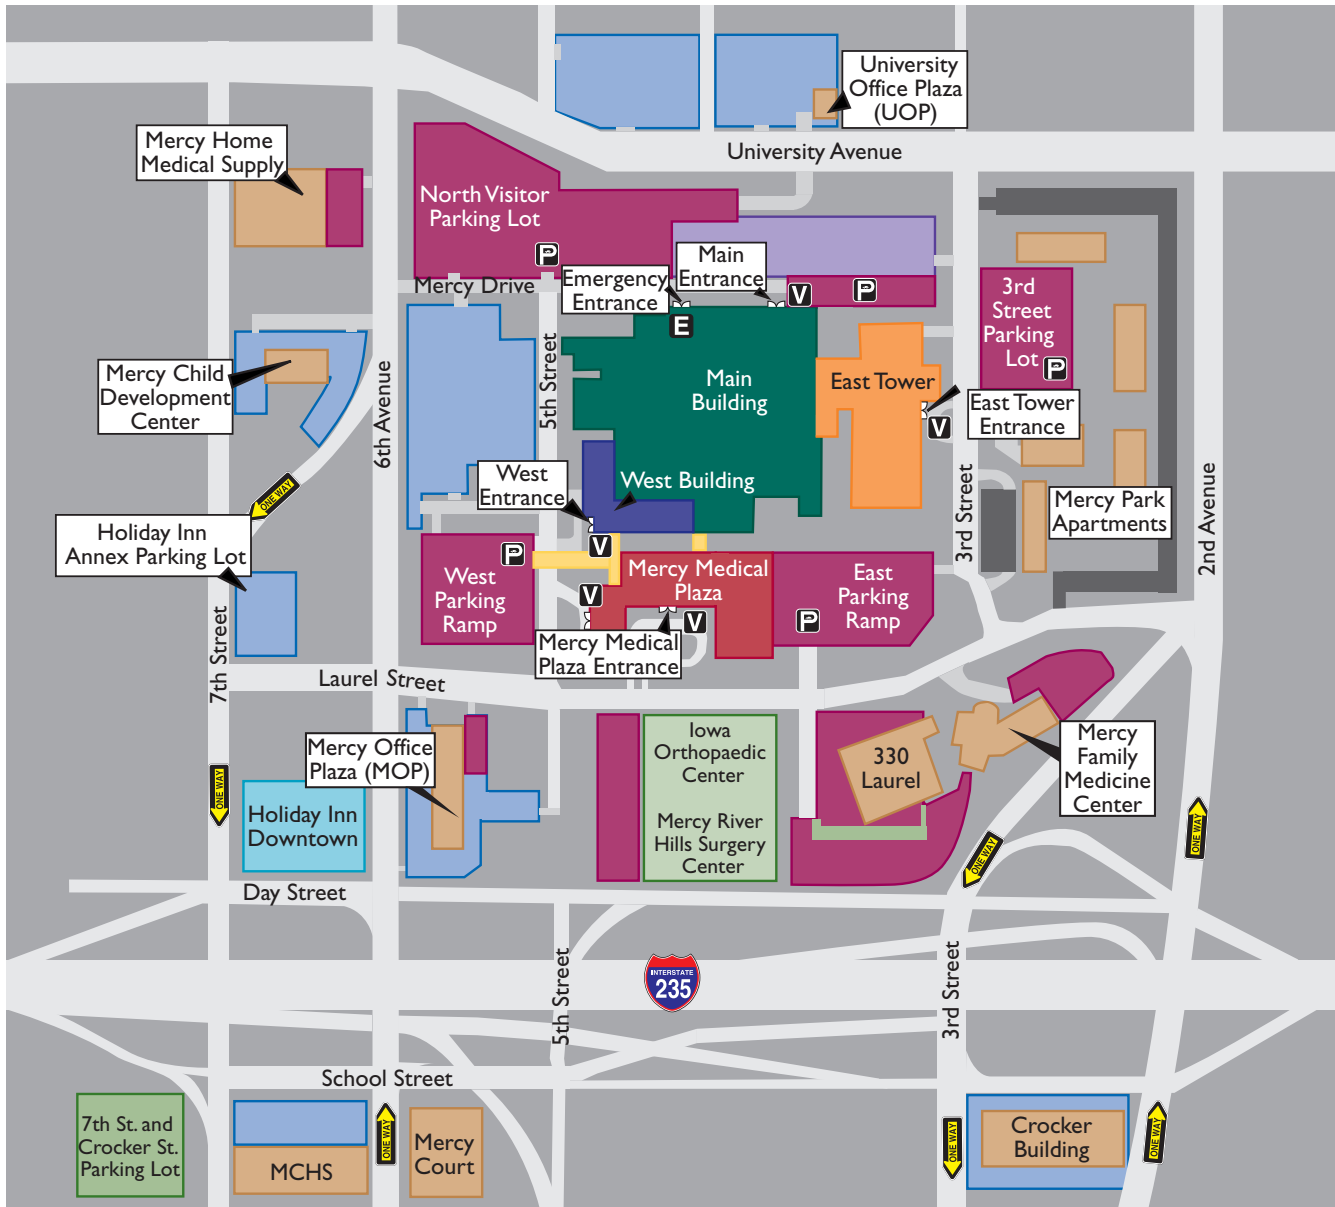 University
Office Plaza
(UOP)
University Avenue
Mercy Home
Medical Supply
North Visitor
Parking Lot
P
Mercy Drive
Emergency
Entrance
E
Main
Entrance
V
P
3rd
Street
Parking
Lot
P
Mercy Child
Development
Center
6th Avenue
5th Street
Main
Building
East Tower
East Tower
Entrance
V
West
Entrance
West Building
ONE WAY
Holiday Inn
Annex Parking Lot
3rd Street
Mercy Park
Apartments
2nd Avenue
P
V
West
Parking
Ramp
Mercy Medical
Plaza
V
V
Mercy Medical
Plaza Entrance
East
Parking
Ramp
P
7th Street
Laurel Street
Mercy Office
Plaza (MOP)
Iowa
Orthopaedic
Center
Mercy River
Hills Surgery
Center
330
Laurel
Mercy
Family
Medicine
Center
ONE WAY
Holiday Inn
Downtown
ONE WAY
ONE WAY
Day Street
5th Street
INTERSTATE
235
3rd Street
School Street
7th St. and
Crocker St.
Parking Lot
MCHS
ONE WAY
Mercy
Court
ONE WAY
Crocker
Building
ONE WAY